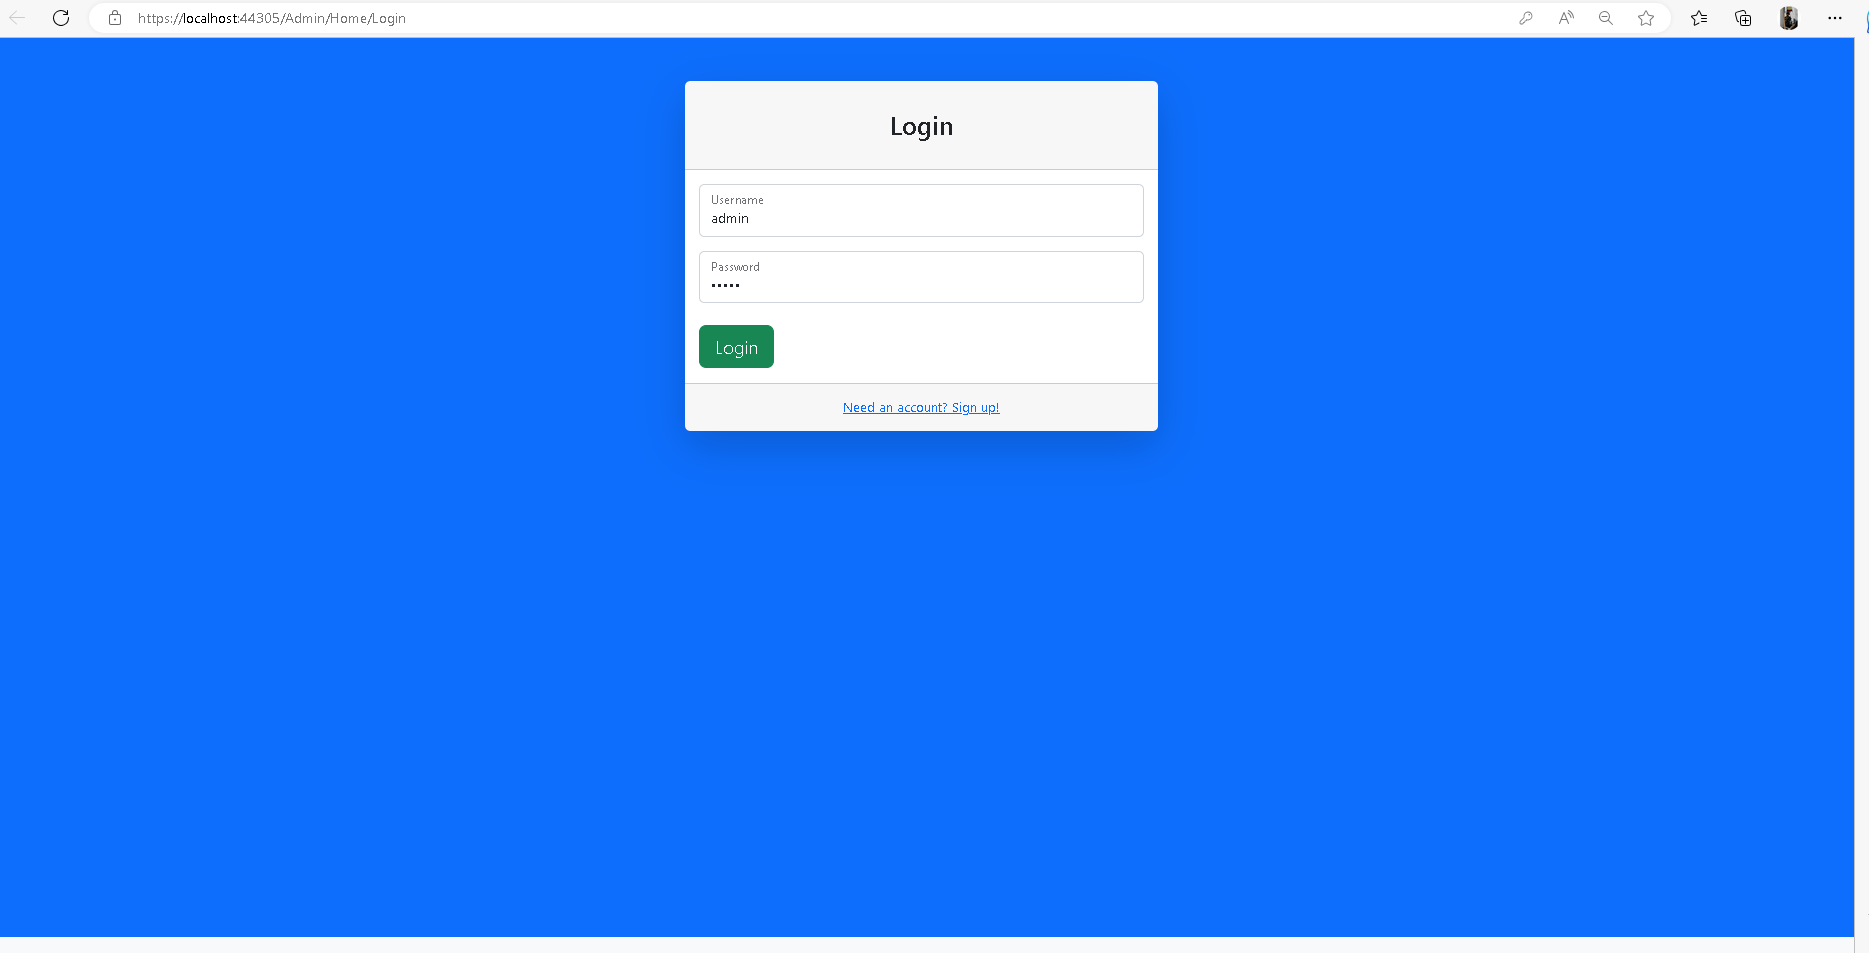 https://localhost:44305/Admin/Home/Login
Login
Username
admin
Password
•••••
Login
Need an account? Sign up!